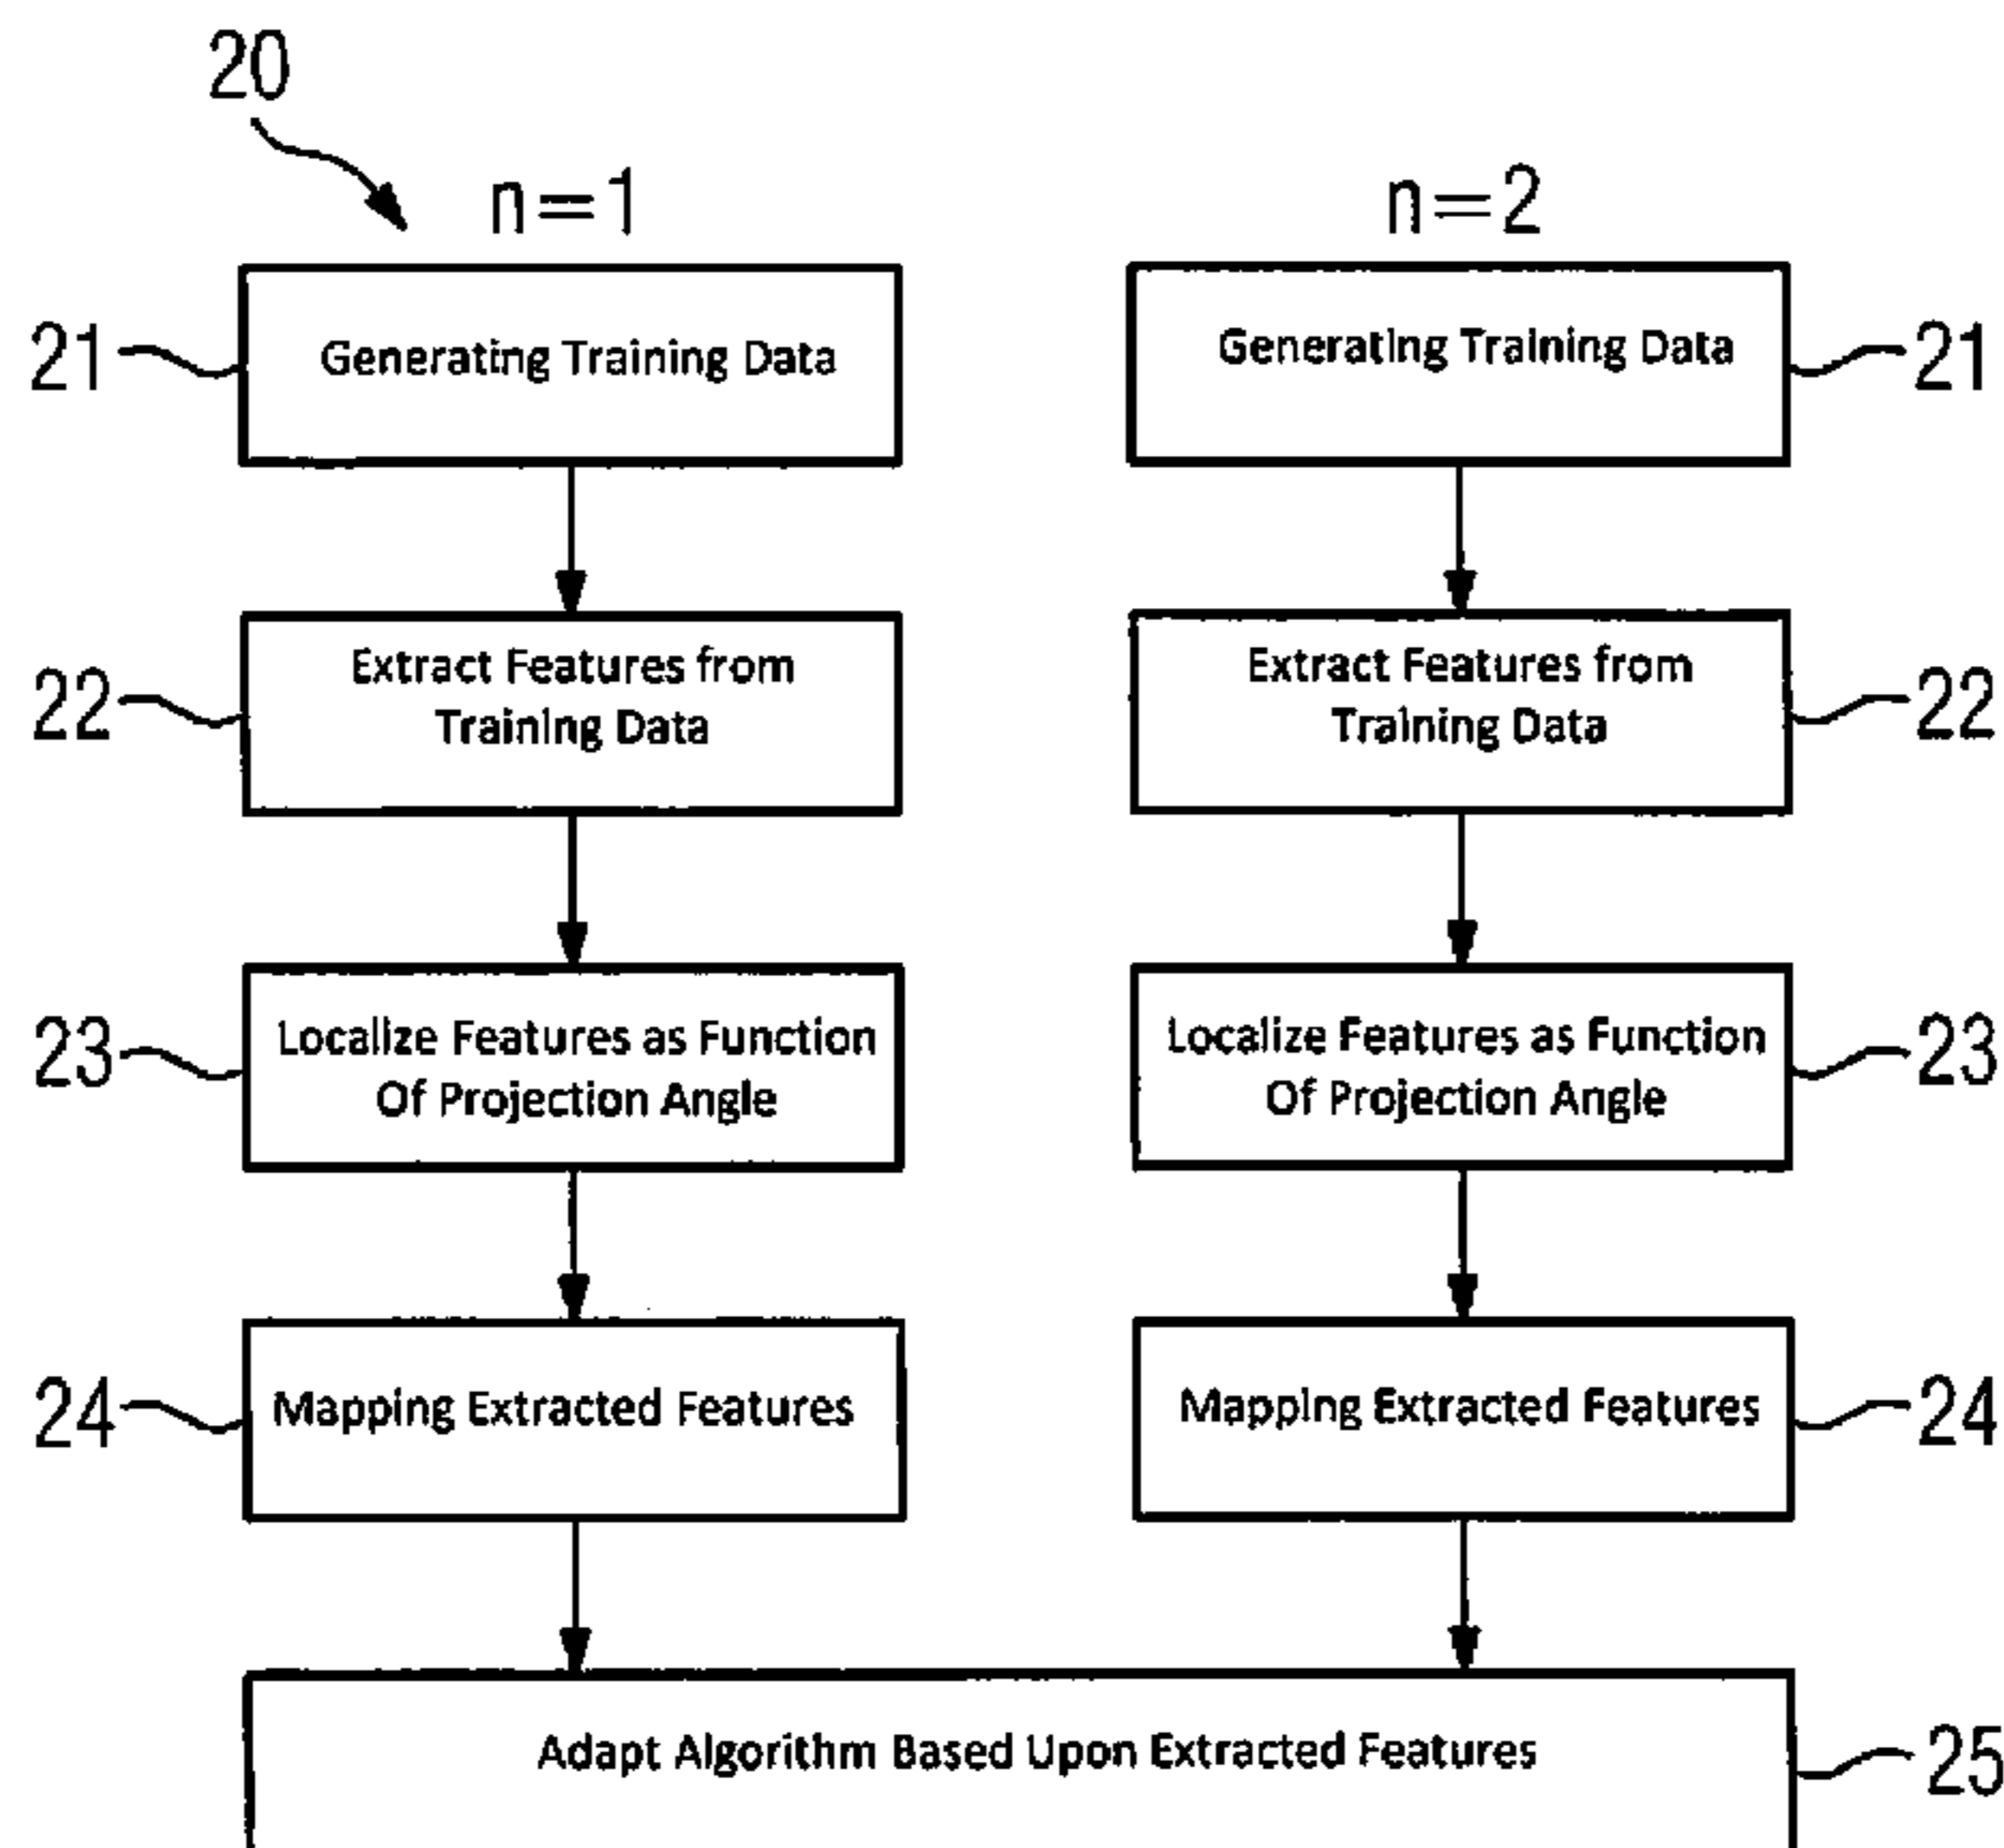 20
n=1
n=2
21
Generating Training Data
Generating Training Data
21
22
Extract Features from
Training Data
Extract Features from
Training Data
22
23
Localize Features as Function
Of Projection Angle
Localize Features as Function
Of Projection Angle
23
24
Mapping Extracted Features
Mapping Extracted Features
24
Adapt Algorithm Based Upon Extracted Features
25